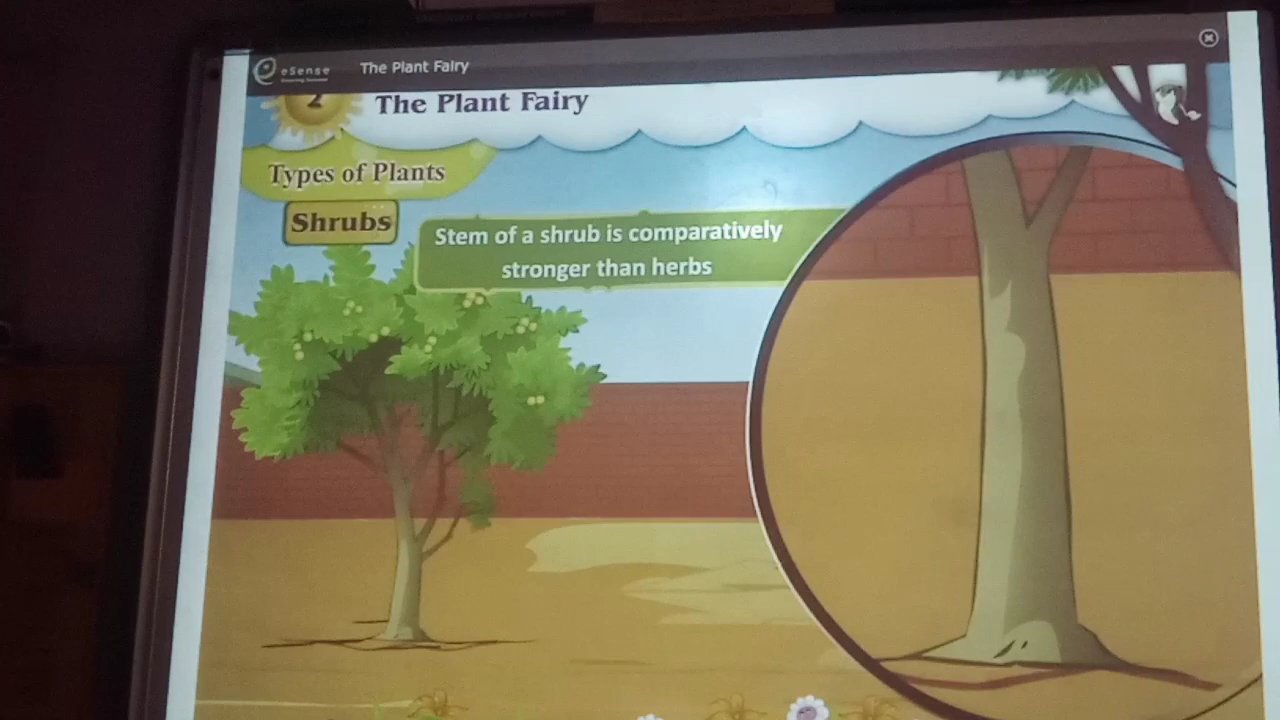 eSense
The Plant Fairy
2
The Plant Fairy
Types of Plants
Shrubs
Stem of a shrub is comparatively
stronger than herbs